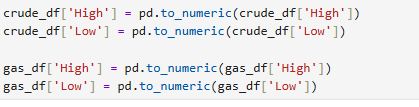 crude_df['High'] = pd.to_numeric(crude_df['High'])
crude_df['Low'] = pd.to_numeric(crude_df['Low'])
gas_df['High'] = pd.to_numeric(gas_df['High'])
gas_df['Low'] = pd.to_numeric(gas_df['Low'])